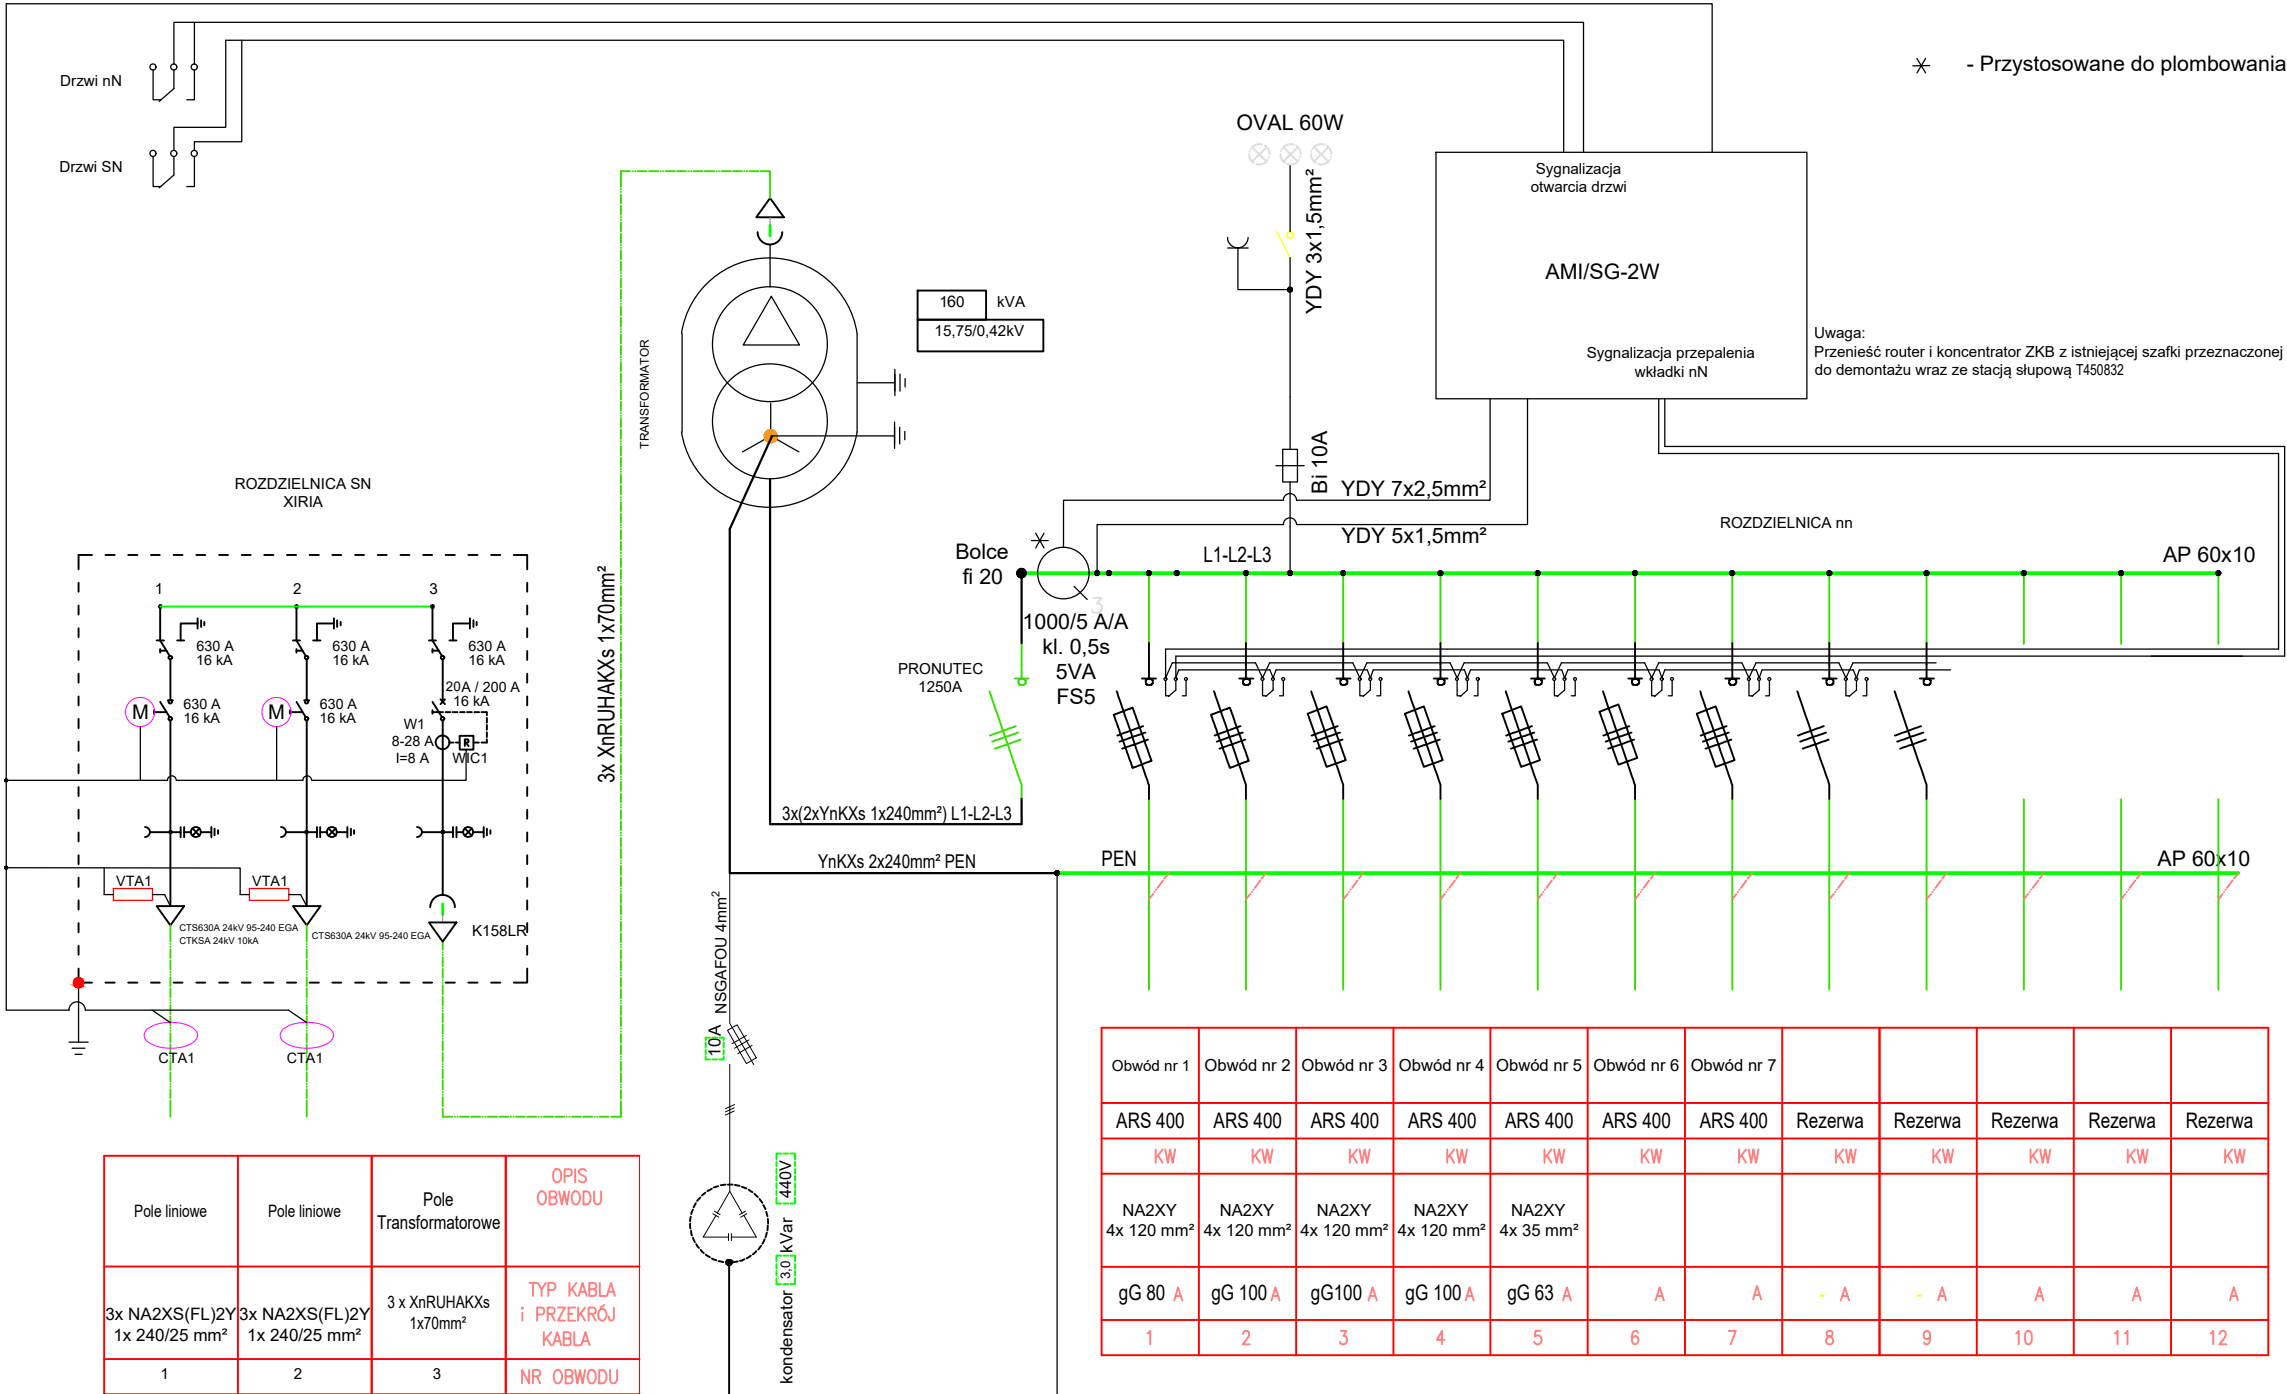 Drzwi nN
Drzwi SN
✳ - Przystosowane do plombowania
OVAL 60W
YDY 3x1,5mm²
Bi 10A
Sygnalizacja
otwarcia drzwi
AMI/SG-2W
Sygnalizacja przepalenia
wkładki nN
Uwaga:
Przenieść router i koncentrator ZKB z istniejącej szafki przeznaczonej
do demontażu wraz ze stacją słupową T450832
160 kVA
15,75/0,42kV
TRANSFORMATOR
3x XnRUHAKXs 1x70mm²
ROZDZIELNICA SN
XIRIA
1 2 3
630 A
16 kA
630 A
16 kA
630 A
16 kA
M
630 A
16 kA
M
630 A
16 kA
20A / 200 A
16 kA
W1
8-28 A
I=8 A
R
WIC1
VTA1
VTA1
CTS630A 24kV 95-240 EGA
CTKSA 24kV 10kA
CTS630A 24kV 95-240 EGA
K158LR
CTA1
CTA1
YDY 7x2,5mm²
YDY 5x1,5mm²
ROZDZIELNICA nn
Bolce
fi 20
L1-L2-L3
AP 60x10
3
1000/5 A/A
kl. 0,5s
5VA
FS5
PRONUTEC
1250A
3x(2xYnKXs 1x240mm²) L1-L2-L3
YnKXs 2x240mm² PEN
PEN
AP 60x10
NSGAFOU 4mm²
10 A
kondensator 3,0 kVar 440V
Pole liniowe Pole liniowe Pole
Transformatorowe
OPIS
OBWODU
3x NA2XS(FL)2Y
1x 240/25 mm²
3x NA2XS(FL)2Y
1x 240/25 mm²
3 x XnRUHAKXs
1x70mm²
TYP KABLA
i PRZEKRÓJ
KABLA
1 2 3 NR OBWODU
Obwód nr 1 Obwód nr 2 Obwód nr 3 Obwód nr 4 Obwód nr 5 Obwód nr 6 Obwód nr 7
ARS 400 ARS 400 ARS 400 ARS 400 ARS 400 ARS 400 ARS 400 Rezerwa Rezerwa Rezerwa Rezerwa Rezerwa
KW KW KW KW KW KW KW KW KW KW KW KW
NA2XY NA2XY NA2XY NA2XY NA2XY
4x 120 mm² 4x 120 mm² 4x 120 mm² 4x 120 mm² 4x 35 mm²
gG 80 A gG 100 A gG100 A gG 100 A gG 63 A A A - A - A A A A
1 2 3 4 5 6 7 8 9 10 11 12